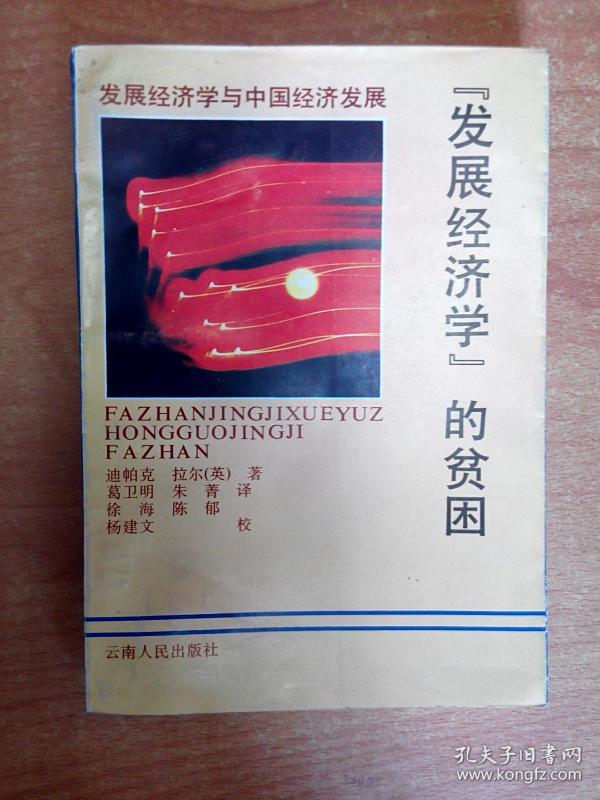 发展经济学与中国经济发展
『发展经济学』的贫困
FAZHANJINGJIXUEYUZ
HONGGUOJINGJI
FAZHAN
迪帕克 拉尔(英) 著
葛卫明 朱菁 译
徐海 陈郁
杨建文 校
云南人民出版社
孔夫子旧书网
www.kongfz.com